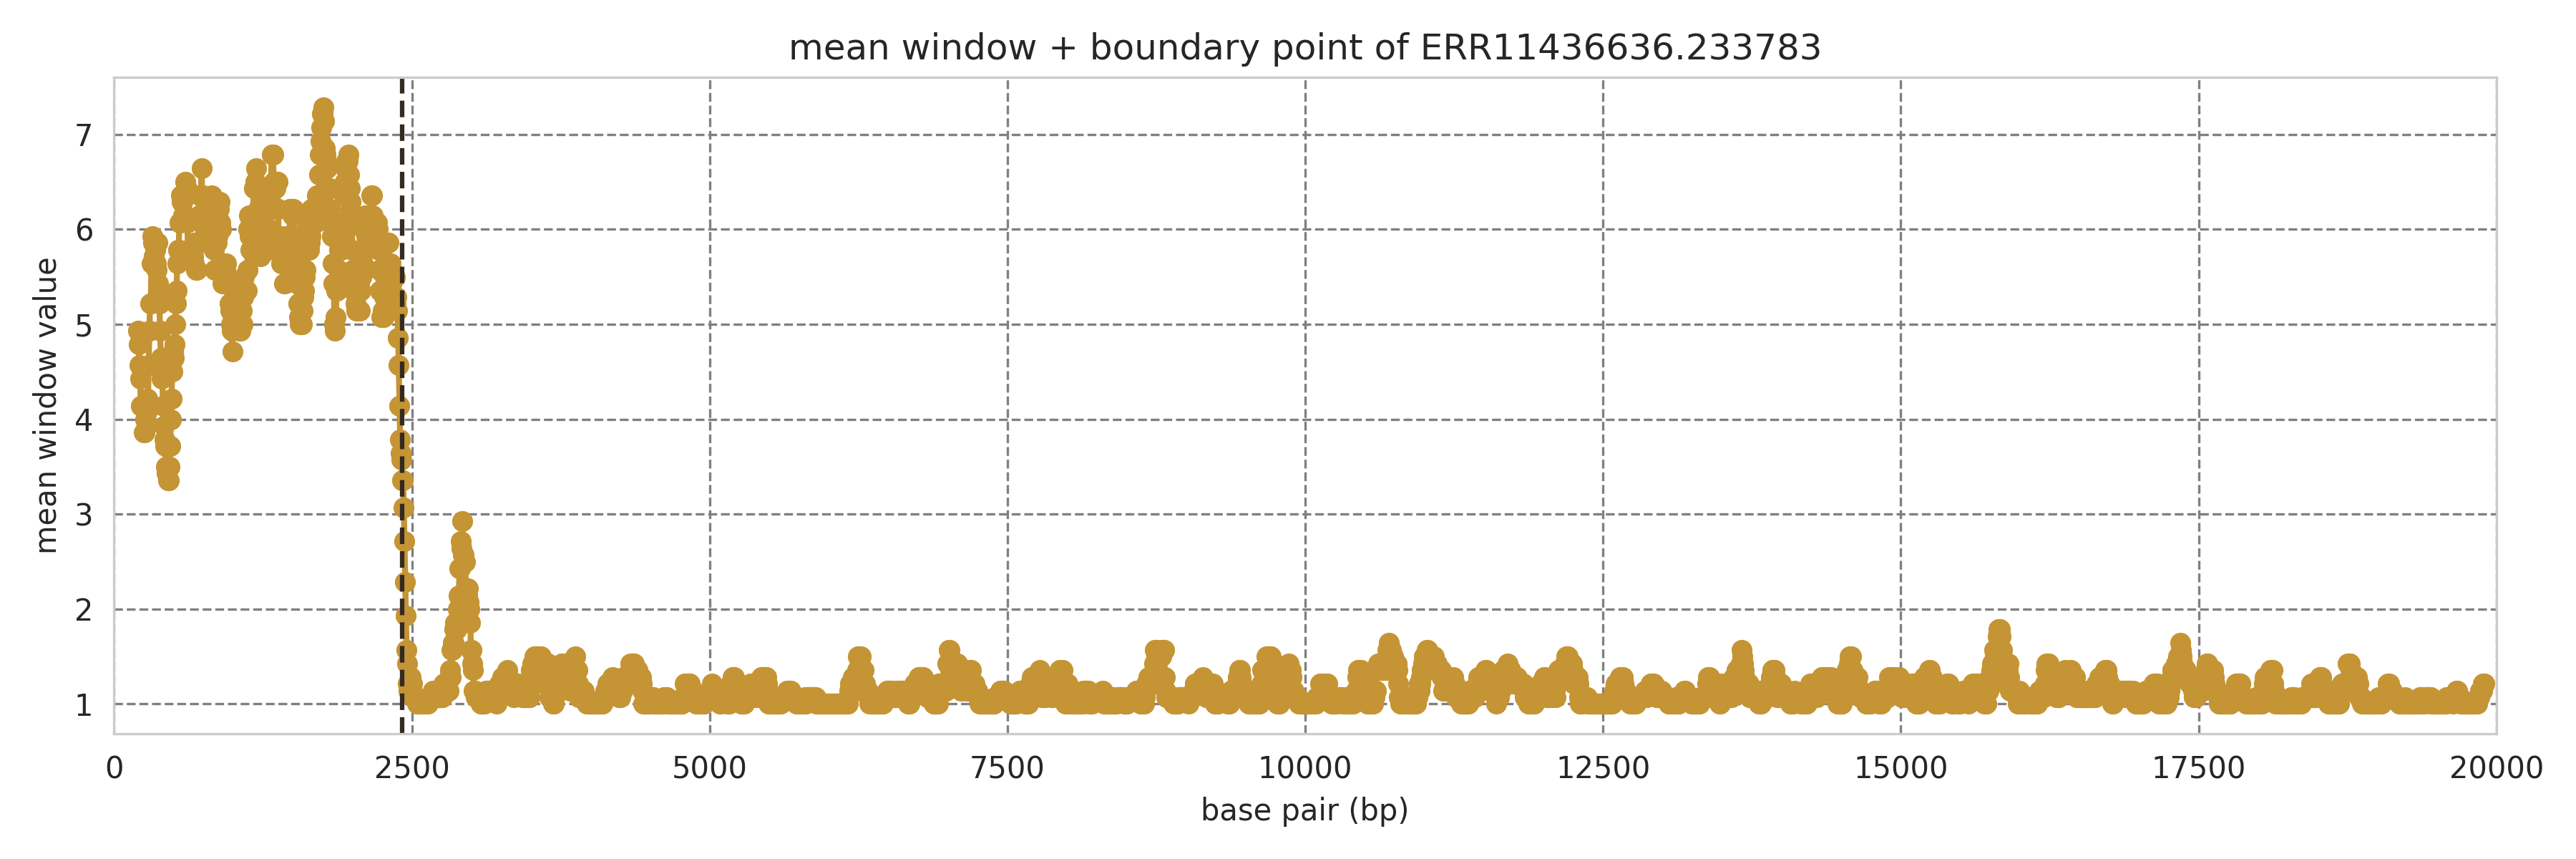 mean window + boundary point of ERR11436636.233783
mean window value
7
6
5
4
3
2
1
0 2500 5000 7500 10000 12500 15000 17500 20000
base pair (bp)